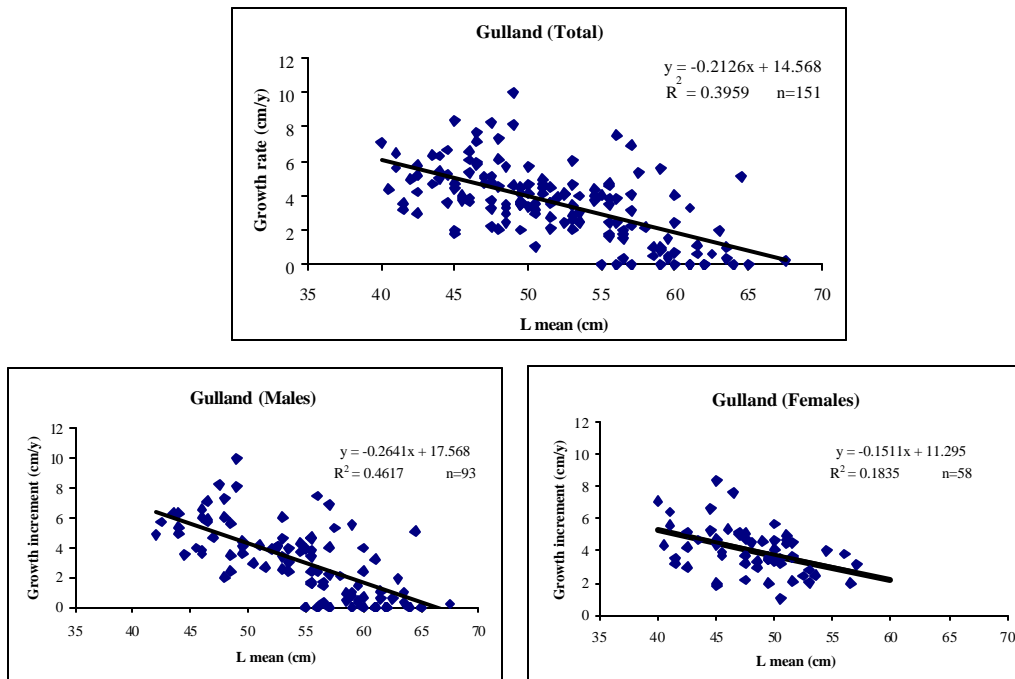 Gulland (Total)
y = -0.2126x + 14.568
R2 = 0.3959 n=151
Growth rate (cm/y)
12
10
8
6
4
2
0
35 40 45 50 55 60 65 70
L mean (cm)
Gulland (Males)
y = -0.2641x + 17.568
R2 = 0.4617 n=93
Growth increment (cm/y)
12
10
8
6
4
2
0
35 40 45 50 55 60 65 70
L mean (cm)
Gulland (Females)
y = -0.1511x + 11.295
R2 = 0.1835 n=58
Growth increment (cm/y)
12
10
8
6
4
2
0
35 40 45 50 55 60 65 70
L mean (cm)